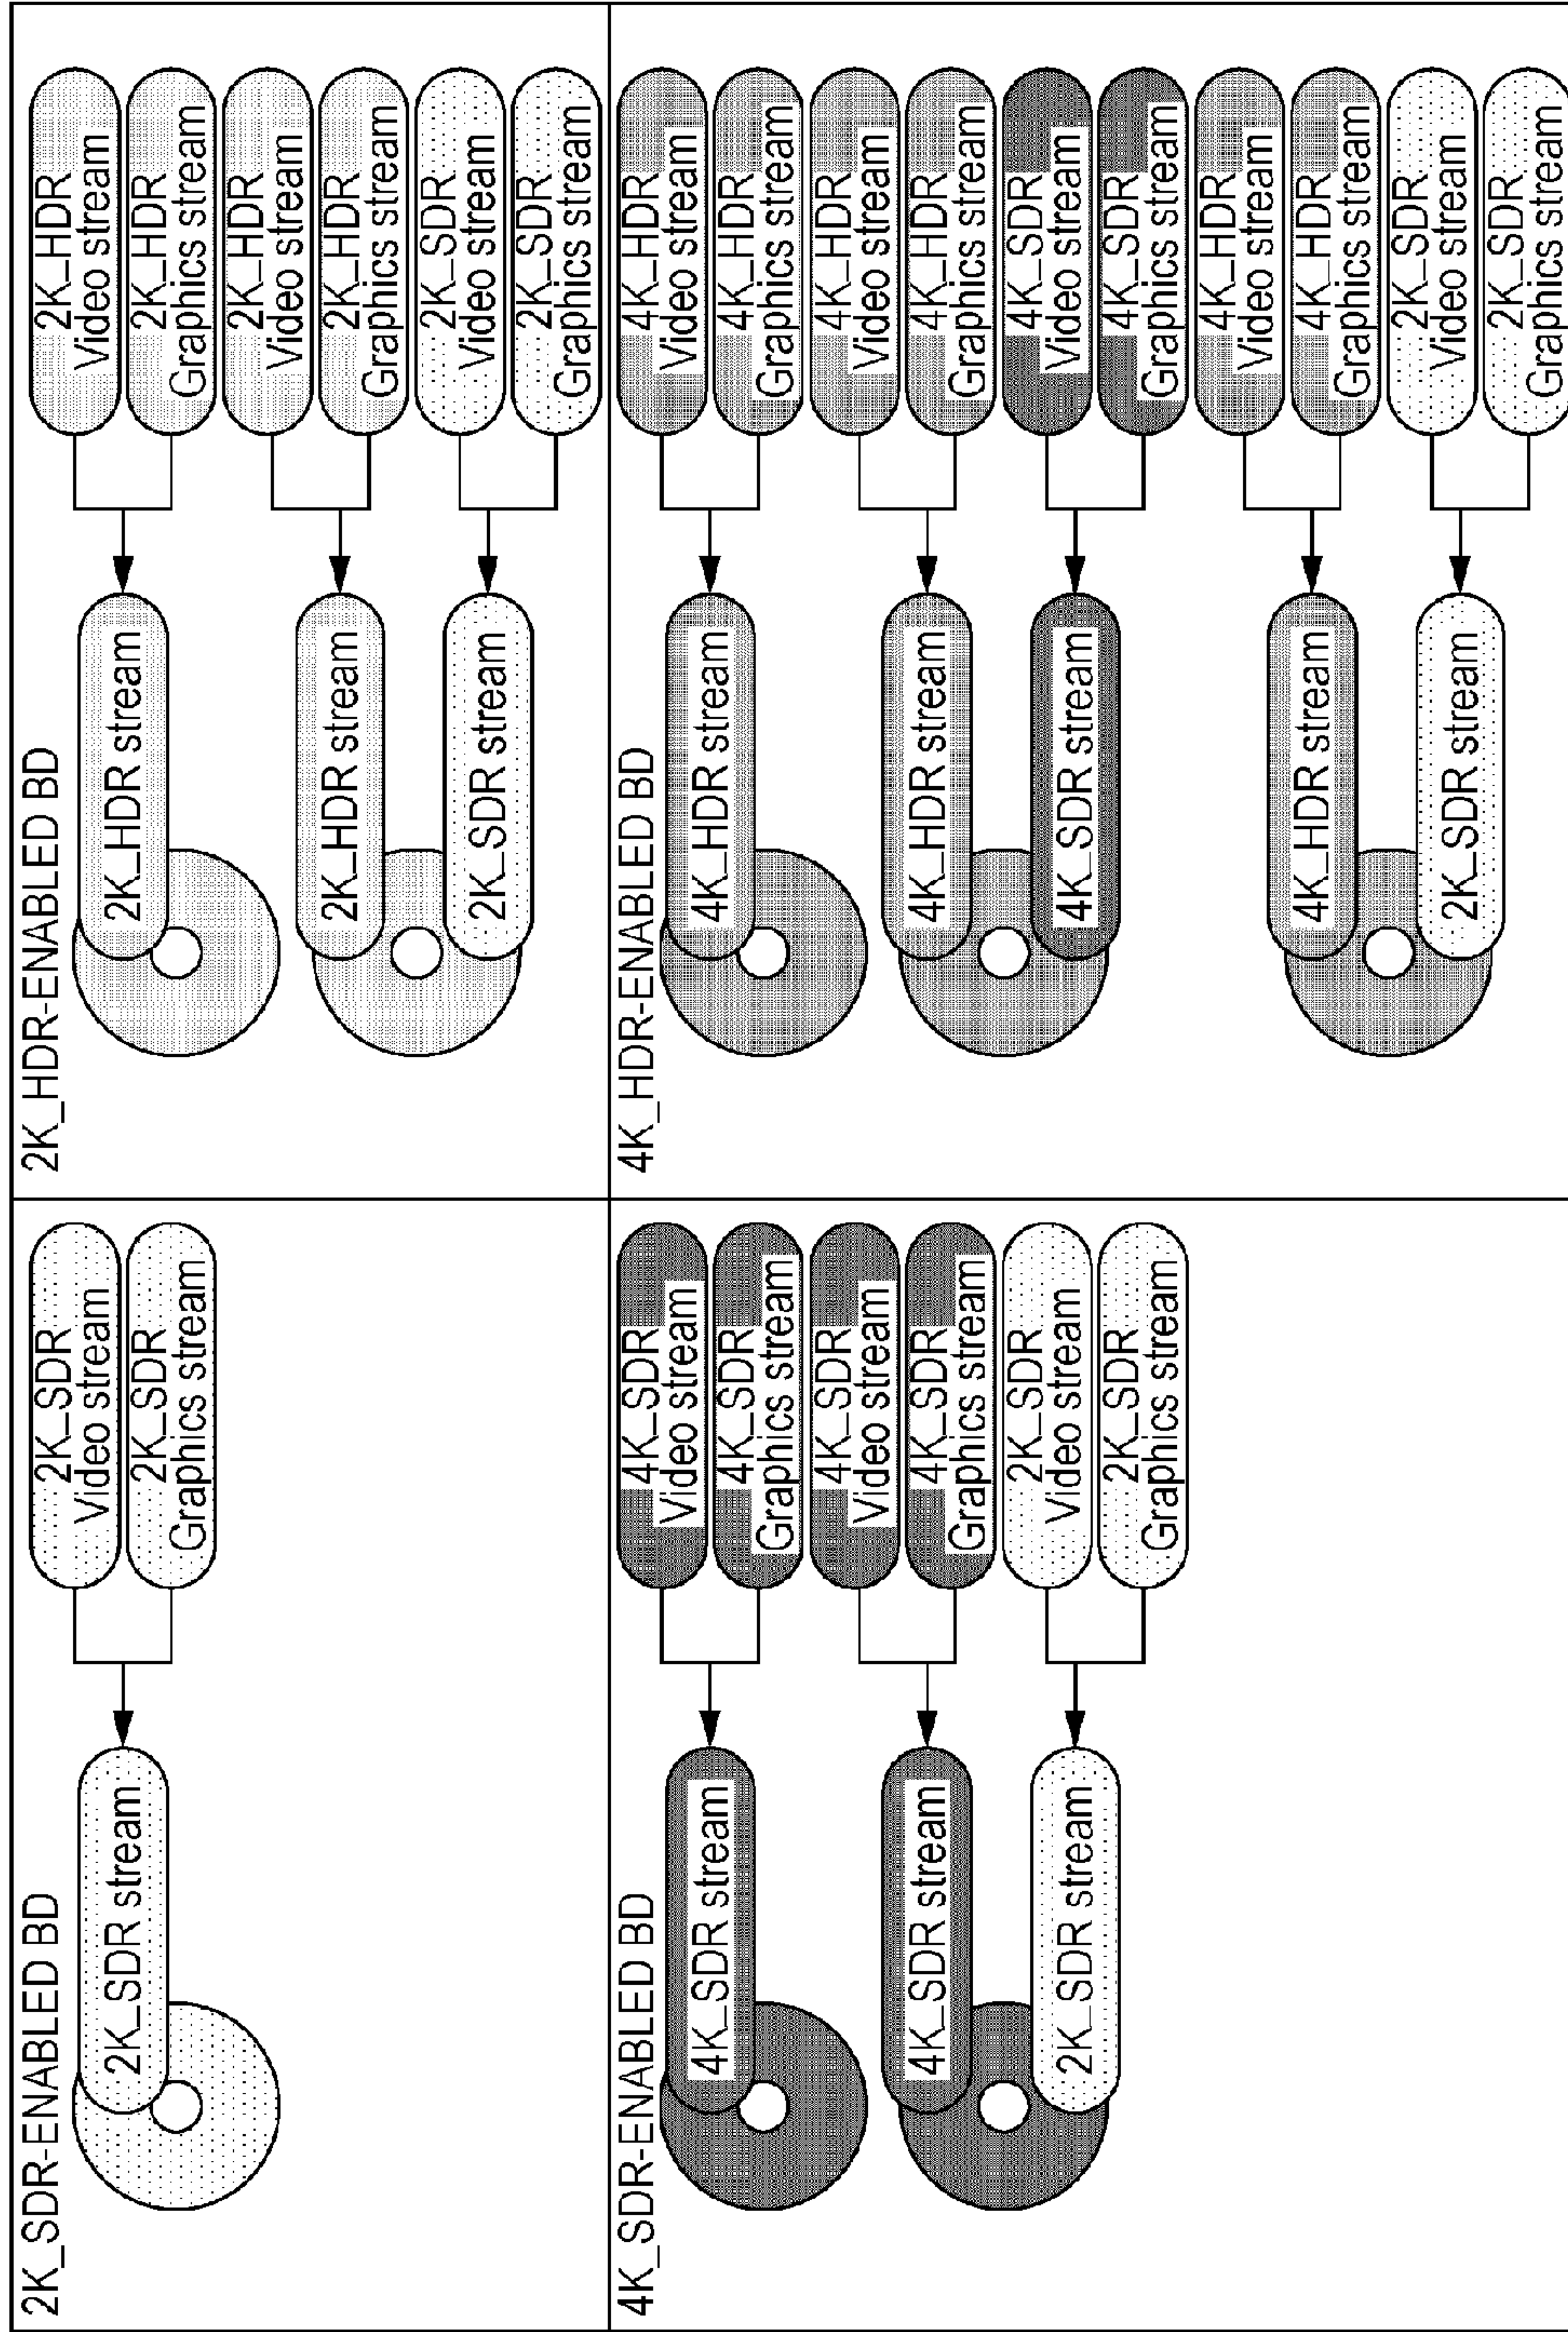 2K_SDR-ENABLED BD
2K_SDR stream
2K_SDR
Video stream
2K_SDR
Graphics stream
2K_HDR-ENABLED BD
2K_HDR stream
2K_HDR
Video stream
2K_HDR
Graphics stream
2K_HDR stream
2K_HDR
Video stream
2K_HDR
Graphics stream
2K_SDR stream
2K_SDR
Video stream
2K_SDR
Graphics stream
4K_SDR-ENABLED BD
4K_SDR stream
4K_SDR
Video stream
4K_SDR
Graphics stream
4K_SDR stream
4K_SDR
Video stream
4K_SDR
Graphics stream
2K_SDR stream
2K_SDR
Video stream
2K_SDR
Graphics stream
4K_HDR-ENABLED BD
4K_HDR stream
4K_HDR
Video stream
4K_HDR
Graphics stream
4K_HDR stream
4K_HDR
Video stream
4K_HDR
Graphics stream
4K_SDR stream
4K_SDR
Video stream
4K_SDR
Graphics stream
4K_HDR stream
4K_HDR
Video stream
4K_HDR
Graphics stream
2K_SDR stream
2K_SDR
Video stream
2K_SDR
Graphics stream